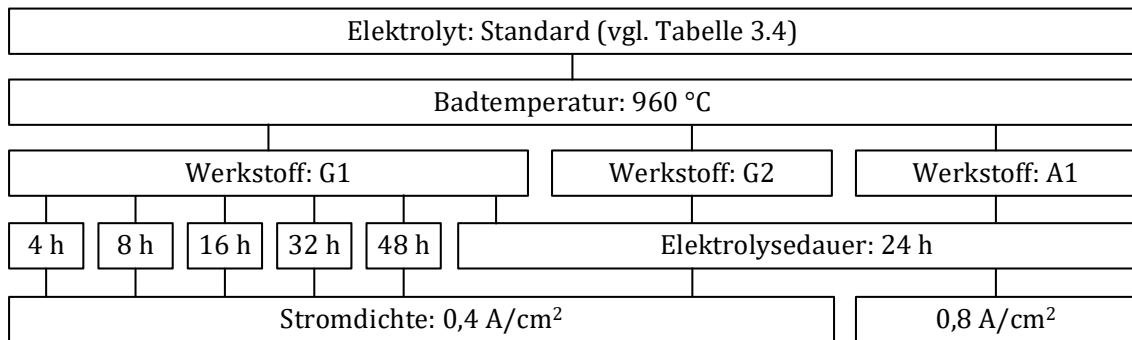 Elektrolyt: Standard (vgl. Tabelle 3.4)
Badtemperatur: 960 °C
Werkstoff: G1 Werkstoff: G2 Werkstoff: A1
4 h 8 h 16 h 32 h 48 h Elektrolysedauer: 24 h
Stromdichte: 0,4 A/cm² 0,8 A/cm²